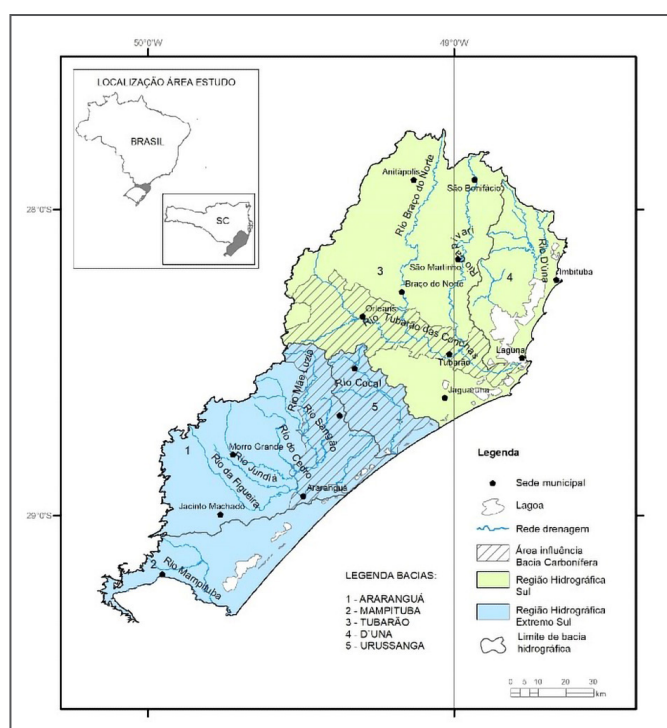 50°0'W
49°0'W
LOCALIZAÇÃO ÁREA ESTUDO
BRASIL
SC
28°0'S
29°0'S
Anitápolis
Rio Braço do Norte
São Bonifácio
Rio Capivari
São Martinho
3
4
Rio D'úna
Imbituba
Braço do Norte
Orleans
Rio Tubarão das Conchas
Tubarão
Laguna
Jaguaruna
Rio Mãe Luzia
Rio Cocal
Rio Sangão
5
1
Morro Grande
Rio do Cedro
Rio Jundiá
Rio da Figueira
Araranguá
Jacinto Machado
2
Rio Mampituba
LEGENDA BACIAS:
1 - ARARANGUÁ
2 - MAMPITUBA
3 - TUBARÃO
4 - D'UNA
5 - URUSSANGA
Legenda
Sede municipal
Lagoa
Rede drenagem
Área influência
Bacia Carbonífera
Região Hidrográfica
Sul
Região Hidrográfica
Extremo Sul
Limite de bacia
hidrográfica
0 5 10 20 30
km